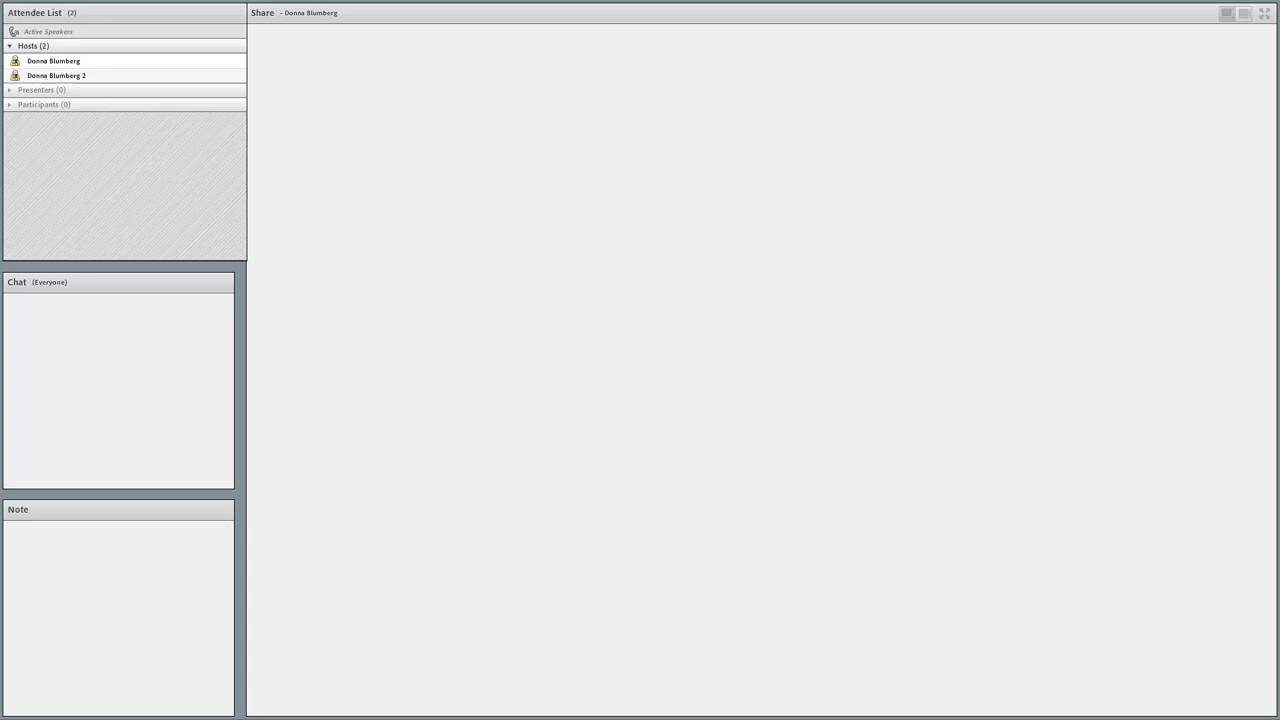 Attendee List (2)
Active Speakers
Hosts (2)
Donna Blumberg
Donna Blumberg 2
Presenters (0)
Participants (0)
Chat (Everyone)
Note
Share - Donna Blumberg